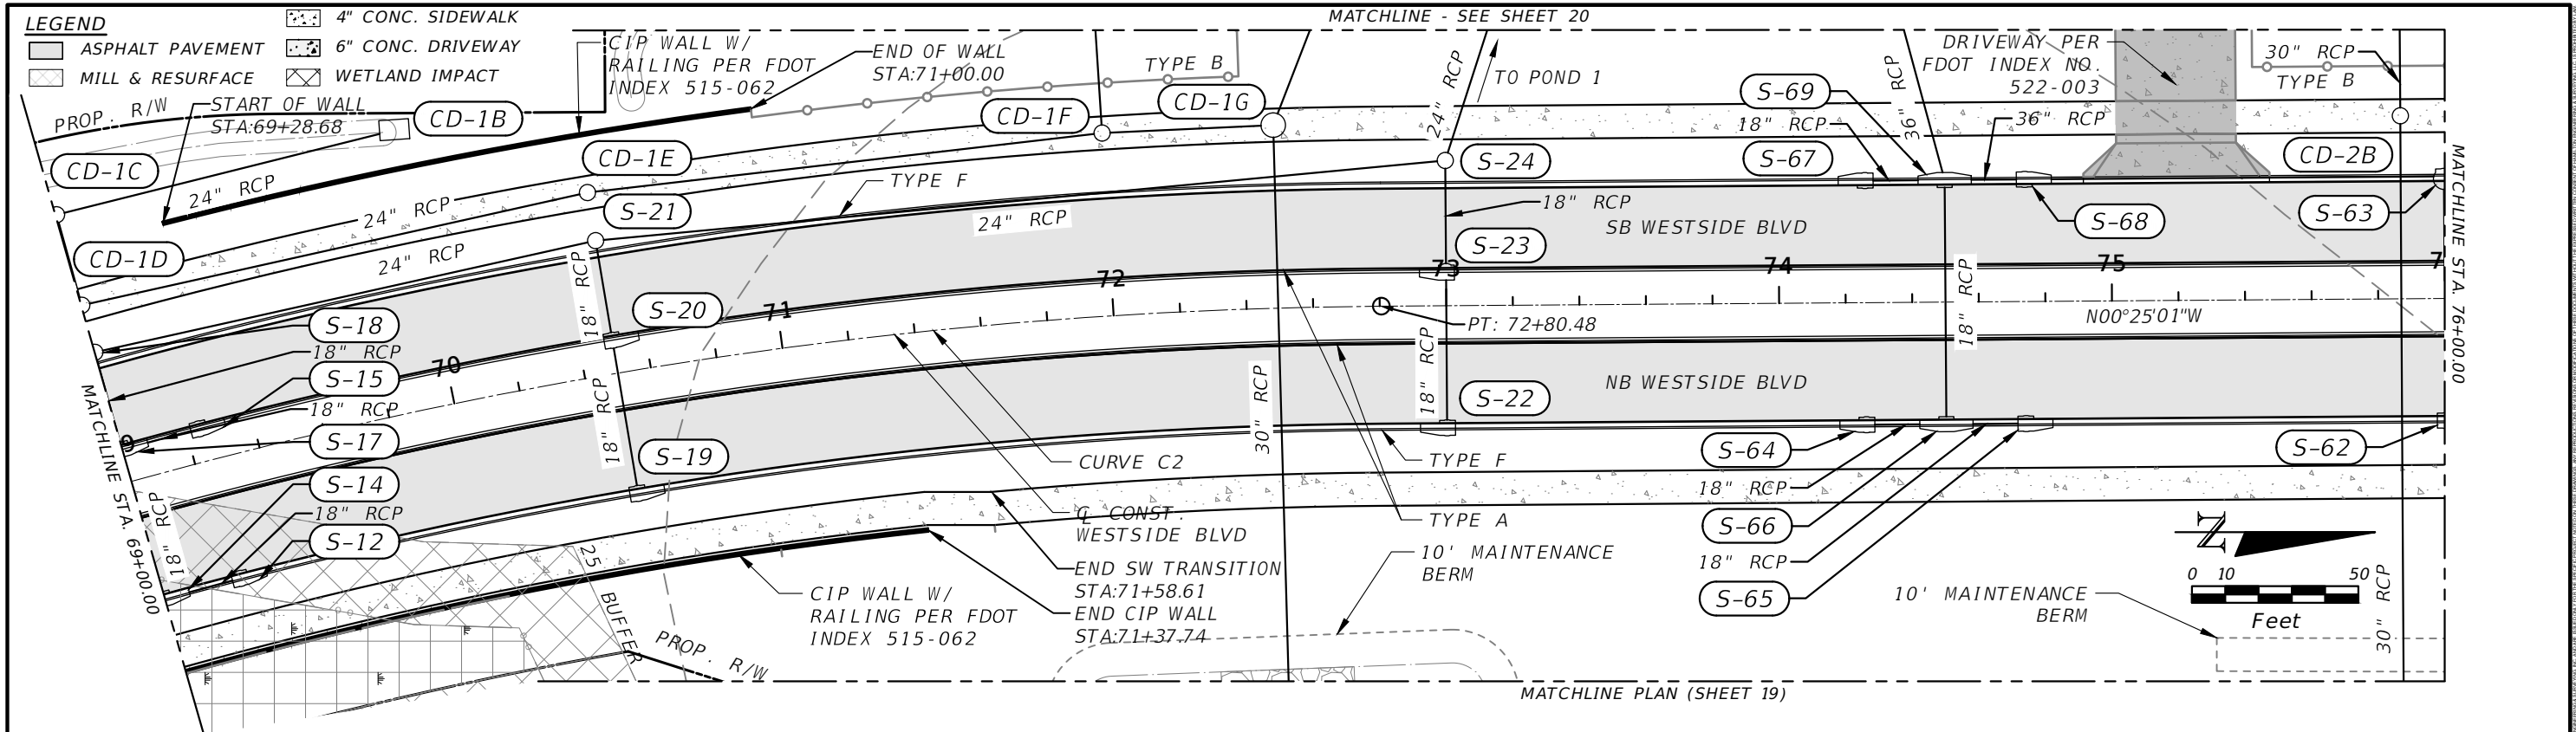 LEGEND
ASPHALT PAVEMENT
MILL & RESURFACE
4" CONC. SIDEWALK
6" CONC. DRIVEWAY
WETLAND IMPACT
MATCHLINE - SEE SHEET 20
CIP WALL W/
RAILING PER FDOT
INDEX 515-062
END OF WALL
STA:71+00.00
TYPE B
24" RCP
TO POND 1
36" RCP
DRIVEWAY PER
FDOT INDEX NO.
522-003
30" RCP
TYPE B
PROP. R/W
START OF WALL
STA:69+28.68
CD-1B
CD-1F
CD-1G
S-69
18" RCP
36" RCP
CD-1C
CD-1E
S-24
S-67
CD-2B
24" RCP
TYPE F
24" RCP
S-21
24" RCP
18" RCP
SB WESTSIDE BLVD
S-68
S-63
CD-1D
24" RCP
18" RCP
S-23
MATCHLINE STA. 76+00.00
70
71
72
73
74
75
7
9
S-20
S-18
18" RCP
S-15
18" RCP
S-17
PT: 72+80.48
18" RCP
N00°25'01"W
18" RCP
18" RCP
30" RCP
NB WESTSIDE BLVD
S-22
MATCHLINE STA. 69+00.00
S-19
CURVE C2
TYPE F
S-64
S-62
S-14
18" RCP
18" RCP
S-12
18" RCP
TYPE A
S-66
18" RCP
S-65
℄ CONST.
WESTSIDE BLVD
10' MAINTENANCE
BERM
END SW TRANSITION
STA:71+58.61
END CIP WALL
STA:71+37.74
CIP WALL W/
RAILING PER FDOT
INDEX 515-062
25' BUFFER
PROP. R/W
10' MAINTENANCE
BERM
N
0 10 50
Feet
30" RCP
MATCHLINE PLAN (SHEET 19)